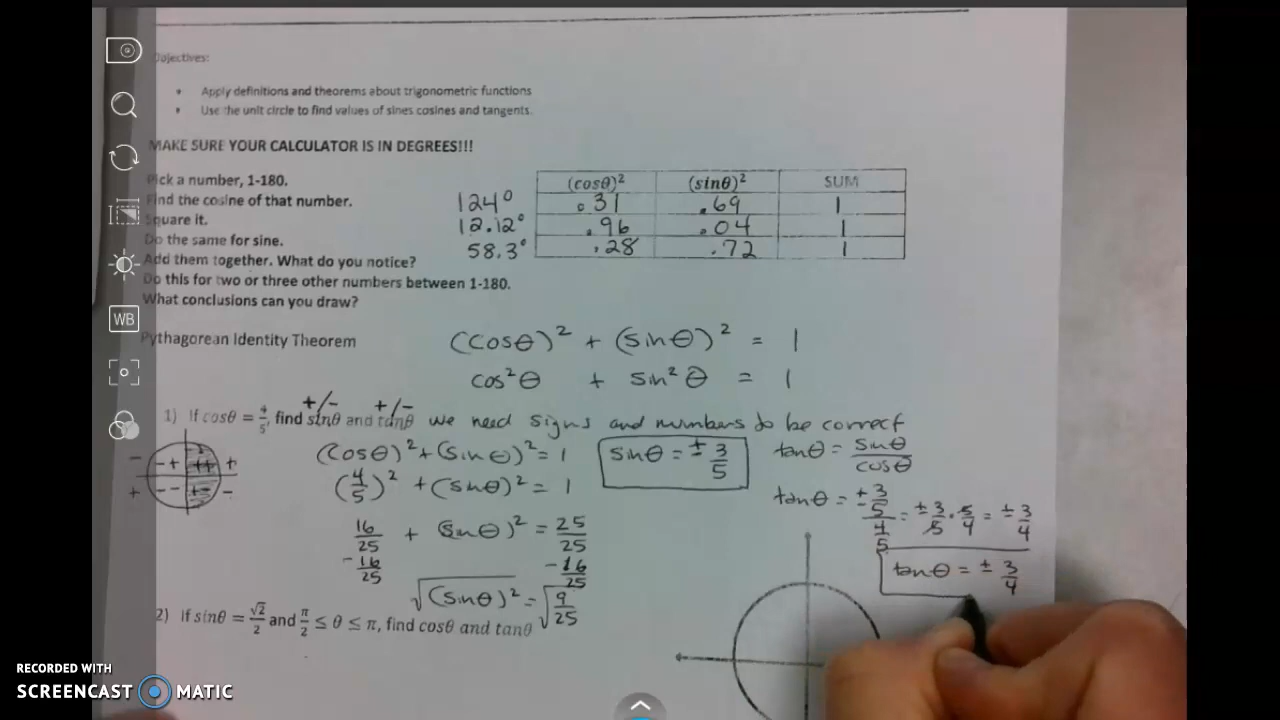 Objectives:
• Apply definitions and theorems about trigonometric functions
• Use the unit circle to find values of sines cosines and tangents.
MAKE SURE YOUR CALCULATOR IS IN DEGREES!!!
Pick a number, 1-180.
Find the cosine of that number.
Square it.
Do the same for sine.
Add them together. What do you notice?
Do this for two or three other numbers between 1-180.
What conclusions can you draw?
(cosθ)² (sinθ)² SUM
124° .31 .69 1
12.12° .96 .04 1
58.3° .28 .72 1
Pythagorean Identity Theorem
(cosθ)² + (sinθ)² = 1
cos²θ + sin²θ = 1
+/- +/-
1) If cosθ = 4/5, find sinθ and tanθ we need signs and numbers to be correct
- -+ ++ +
+ -- +- -
(cosθ)² + (sinθ)² = 1
(4/5)² + (sinθ)² = 1
16/25 + (sinθ)² = 25/25
-16/25 -16/25
√(sinθ)² = √9/25
sinθ = ± 3/5
tanθ = sinθ/cosθ
tanθ = ± 3/5 / 4/5 = ± 3/5 · 5/4 = ± 3/4
tanθ = ± 3/4
2) If sinθ = √2/2 and π/2 ≤ θ ≤ π, find cosθ and tanθ
WB
RECORDED WITH
SCREENCAST MATIC